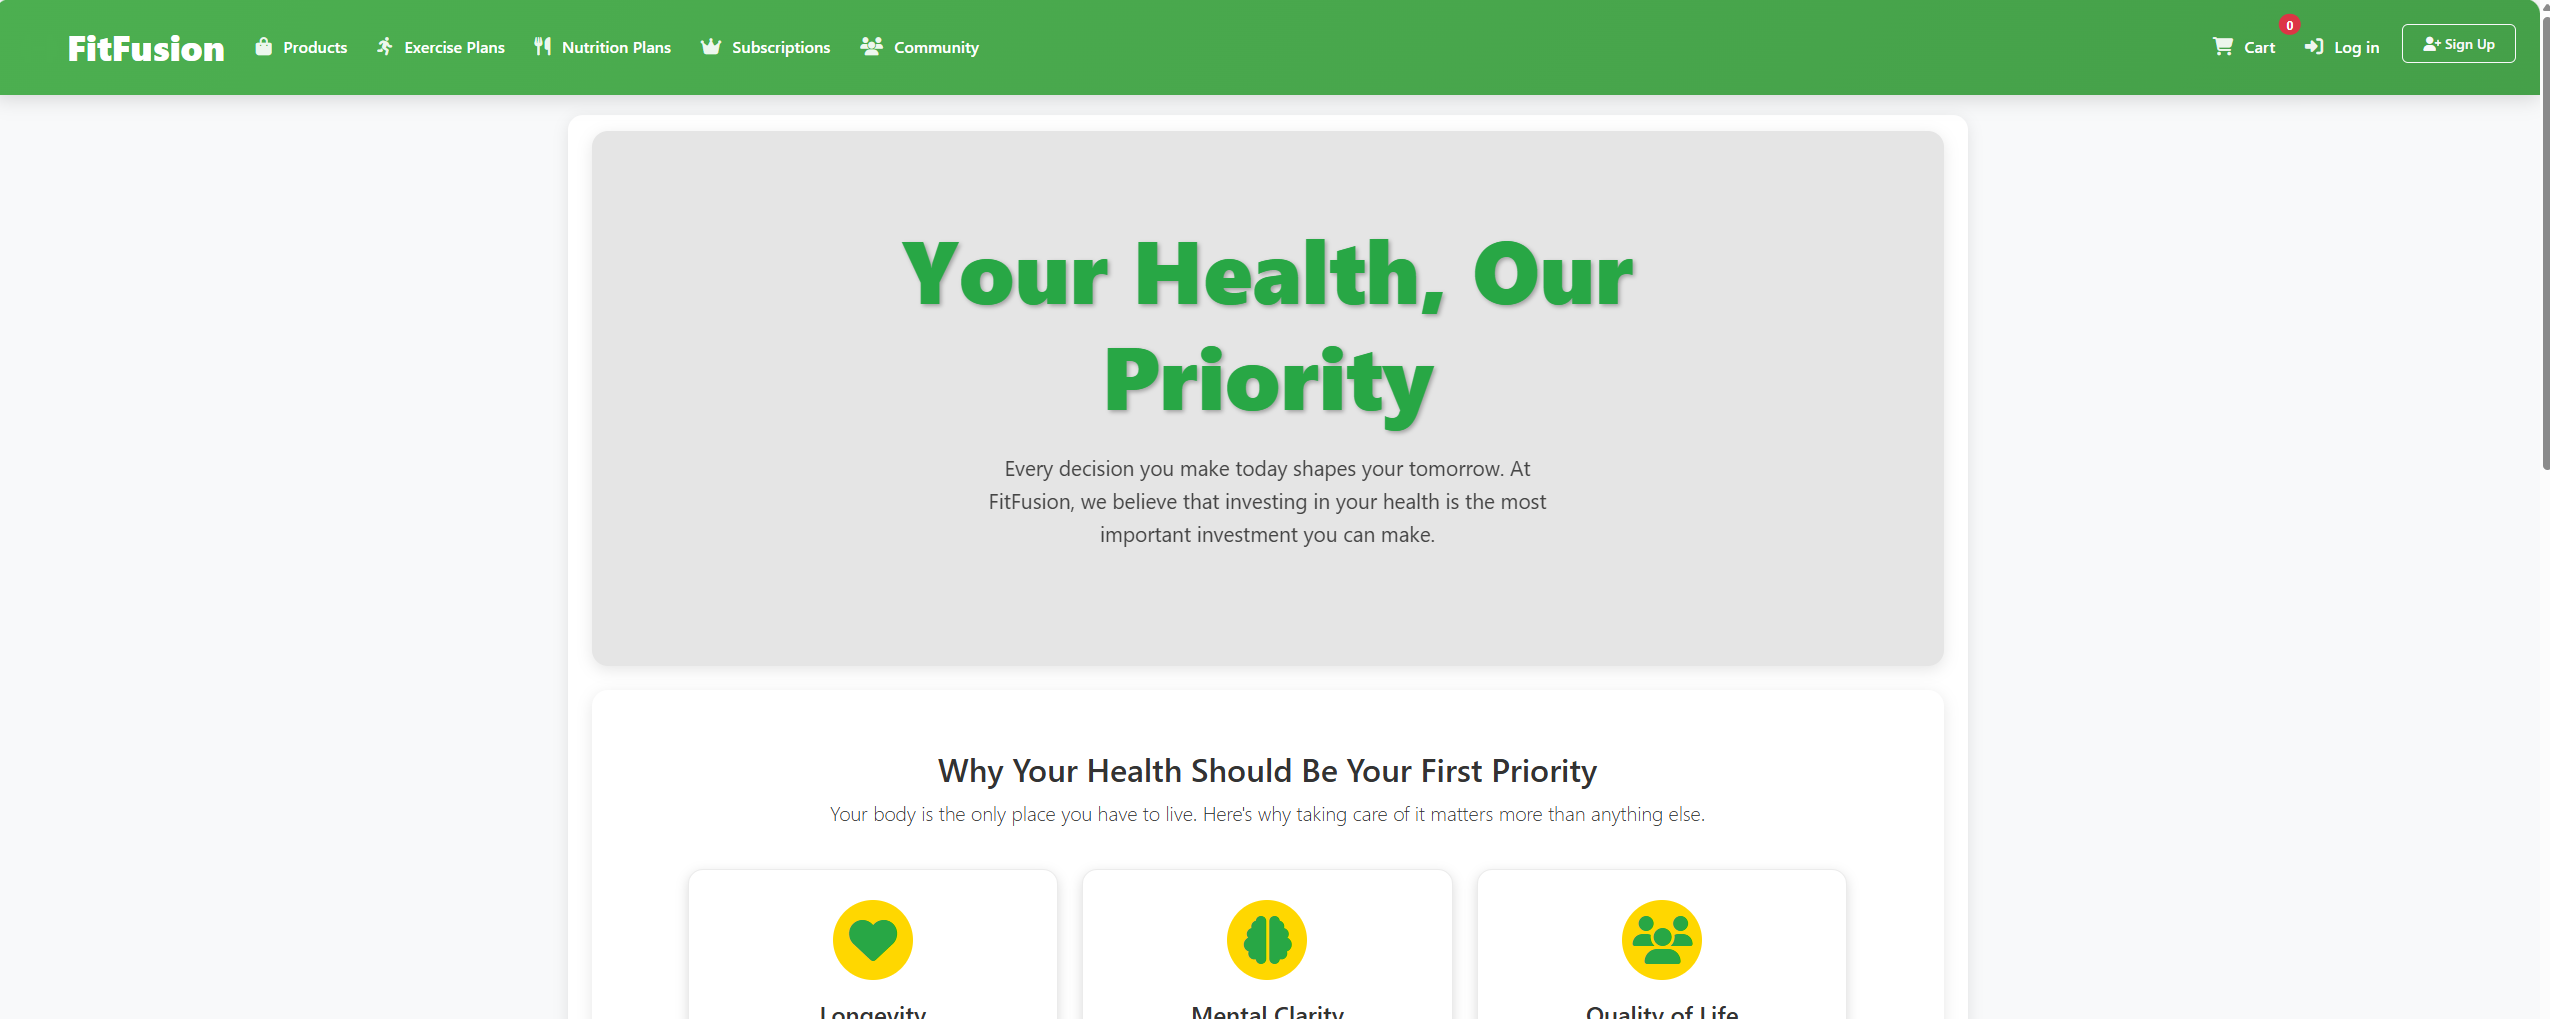 FitFusion Products Exercise Plans Nutrition Plans Subscriptions Community Cart 0 Log in Sign Up
Your Health, Our
Priority
Every decision you make today shapes your tomorrow. At
FitFusion, we believe that investing in your health is the most
important investment you can make.
Why Your Health Should Be Your First Priority
Your body is the only place you have to live. Here's why taking care of it matters more than anything else.
Longevity
Mental Clarity
Quality of Life